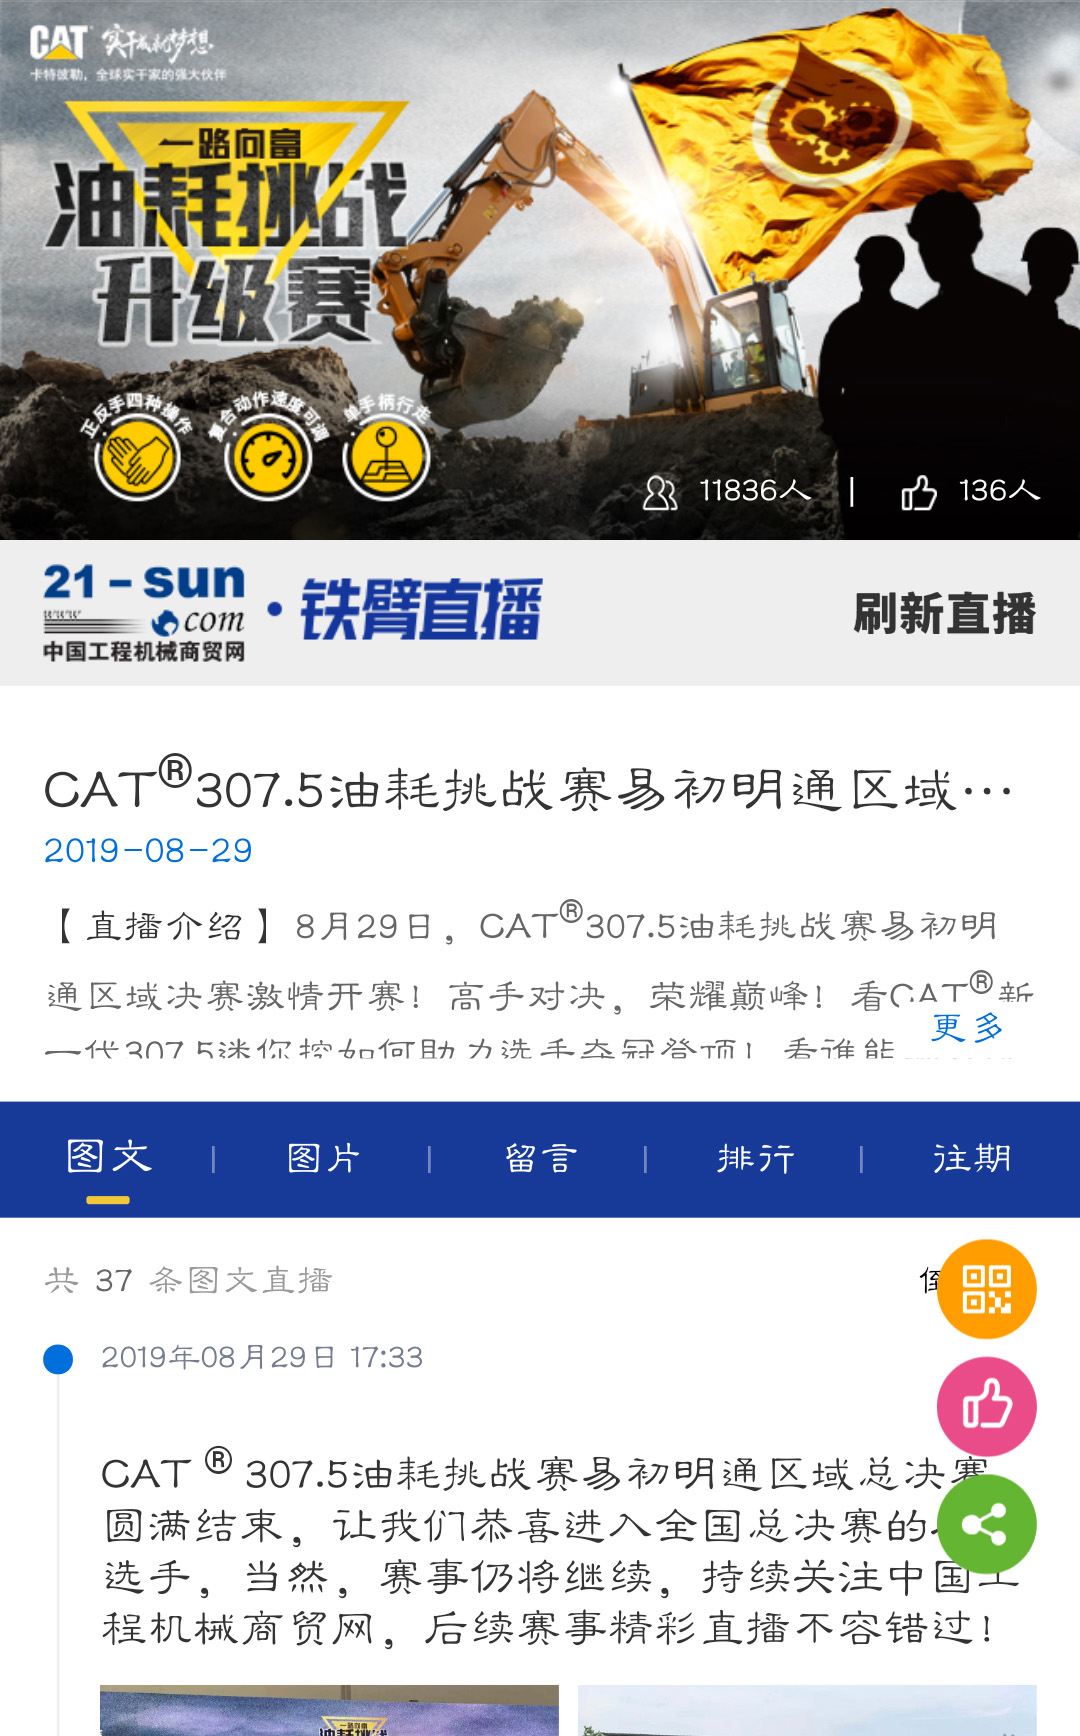 CAT 实干成就梦想
卡特彼勒，全球实干家的强大伙伴
一路向富
油耗挑战
升级赛
正反手四种操作
复合动作速度可调
单手柄行走
11836人 | 136人
21-sun
www com
中国工程机械商贸网
·铁臂直播
刷新直播
CAT®307.5油耗挑战赛易初明通区域…
2019-08-29
【直播介绍】8月29日，CAT®307.5油耗挑战赛易初明
通区域决赛激情开赛！高手对决，荣耀巅峰！看CAT®新
一代307.5迷你挖如何助力选手夺冠登顶！看谁能
更多
图文 | 图片 | 留言 | 排行 | 往期
共 37 条图文直播
2019年08月29日 17:33
CAT ® 307.5油耗挑战赛易初明通区域总决赛
圆满结束，让我们恭喜进入全国总决赛的
选手，当然，赛事仍将继续，持续关注中国工
程机械商贸网，后续赛事精彩直播不容错过！
一路向富
油耗挑战